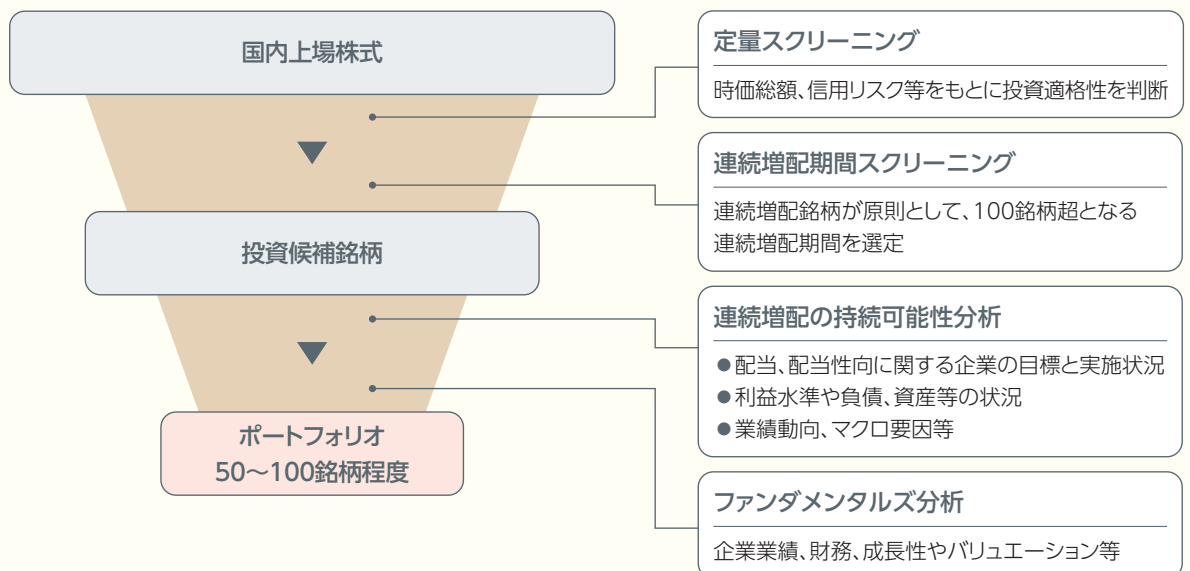 国内上場株式
定量スクリーニング
時価総額、信用リスク等をもとに投資適格性を判断
連続増配期間スクリーニング
連続増配銘柄が原則として、100銘柄超となる
連続増配期間を選定
投資候補銘柄
連続増配の持続可能性分析
●配当、配当性向に関する企業の目標と実施状況
●利益水準や負債、資産等の状況
●業績動向、マクロ要因等
ポートフォリオ
50〜100銘柄程度
ファンダメンタルズ分析
企業業績、財務、成長性やバリュエーション等